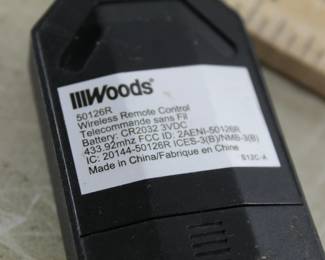 Woods®
50126R
Wireless Remote Control
Telecommande sans Fil
Battery: CR2032 3VDC
433.92mhz FCC ID: 2AENI-50126R
IC: 20144-50126R ICES-3(B)/NMB-3(B)
Made in China/Fabrique en Chine
512C-A